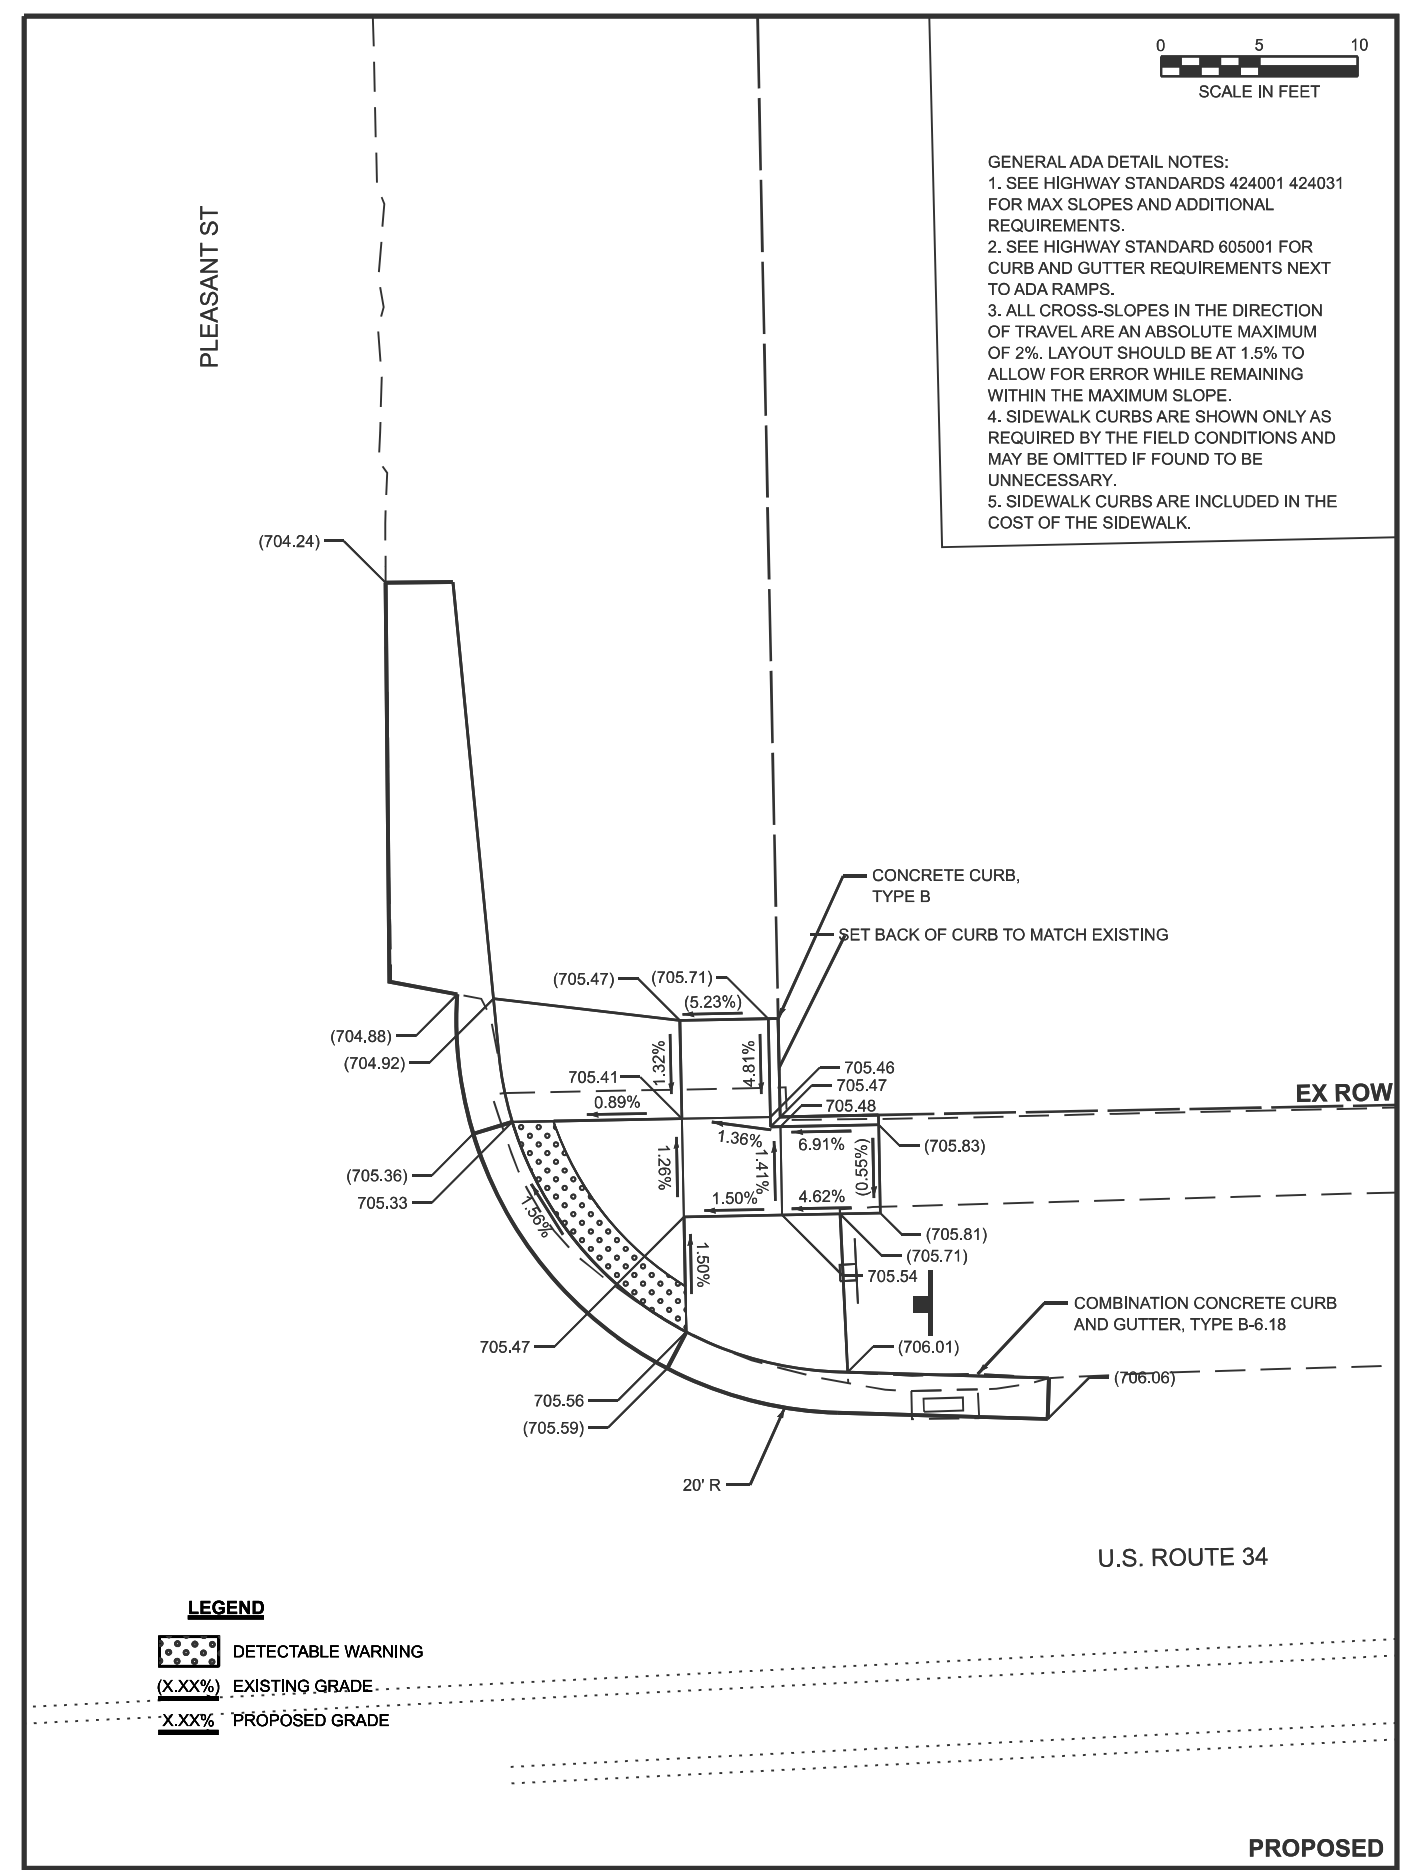 0 5 10
SCALE IN FEET
GENERAL ADA DETAIL NOTES:
1. SEE HIGHWAY STANDARDS 424001 424031
FOR MAX SLOPES AND ADDITIONAL
REQUIREMENTS.
2. SEE HIGHWAY STANDARD 605001 FOR
CURB AND GUTTER REQUIREMENTS NEXT
TO ADA RAMPS.
3. ALL CROSS-SLOPES IN THE DIRECTION
OF TRAVEL ARE AN ABSOLUTE MAXIMUM
OF 2%. LAYOUT SHOULD BE AT 1.5% TO
ALLOW FOR ERROR WHILE REMAINING
WITHIN THE MAXIMUM SLOPE.
4. SIDEWALK CURBS ARE SHOWN ONLY AS
REQUIRED BY THE FIELD CONDITIONS AND
MAY BE OMITTED IF FOUND TO BE
UNNECESSARY.
5. SIDEWALK CURBS ARE INCLUDED IN THE
COST OF THE SIDEWALK.
PLEASANT ST
(704.24)
CONCRETE CURB,
TYPE B
SET BACK OF CURB TO MATCH EXISTING
(705.47)
(705.71)
(5.23%)
(704.88)
(704.92)
1.32%
4.81%
705.41
705.46
705.47
705.48
0.89%
EX ROW
1.36%
6.91%
(0.55%)
(705.83)
(705.36)
705.33
1.26%
1.41%
1.50%
4.62%
1.56%
(705.81)
(705.71)
705.54
1.50%
COMBINATION CONCRETE CURB
AND GUTTER, TYPE B-6.18
705.47
(706.01)
(706.06)
705.56
(705.59)
20' R
U.S. ROUTE 34
LEGEND
DETECTABLE WARNING
(X.XX%) EXISTING GRADE
X.XX% PROPOSED GRADE
PROPOSED